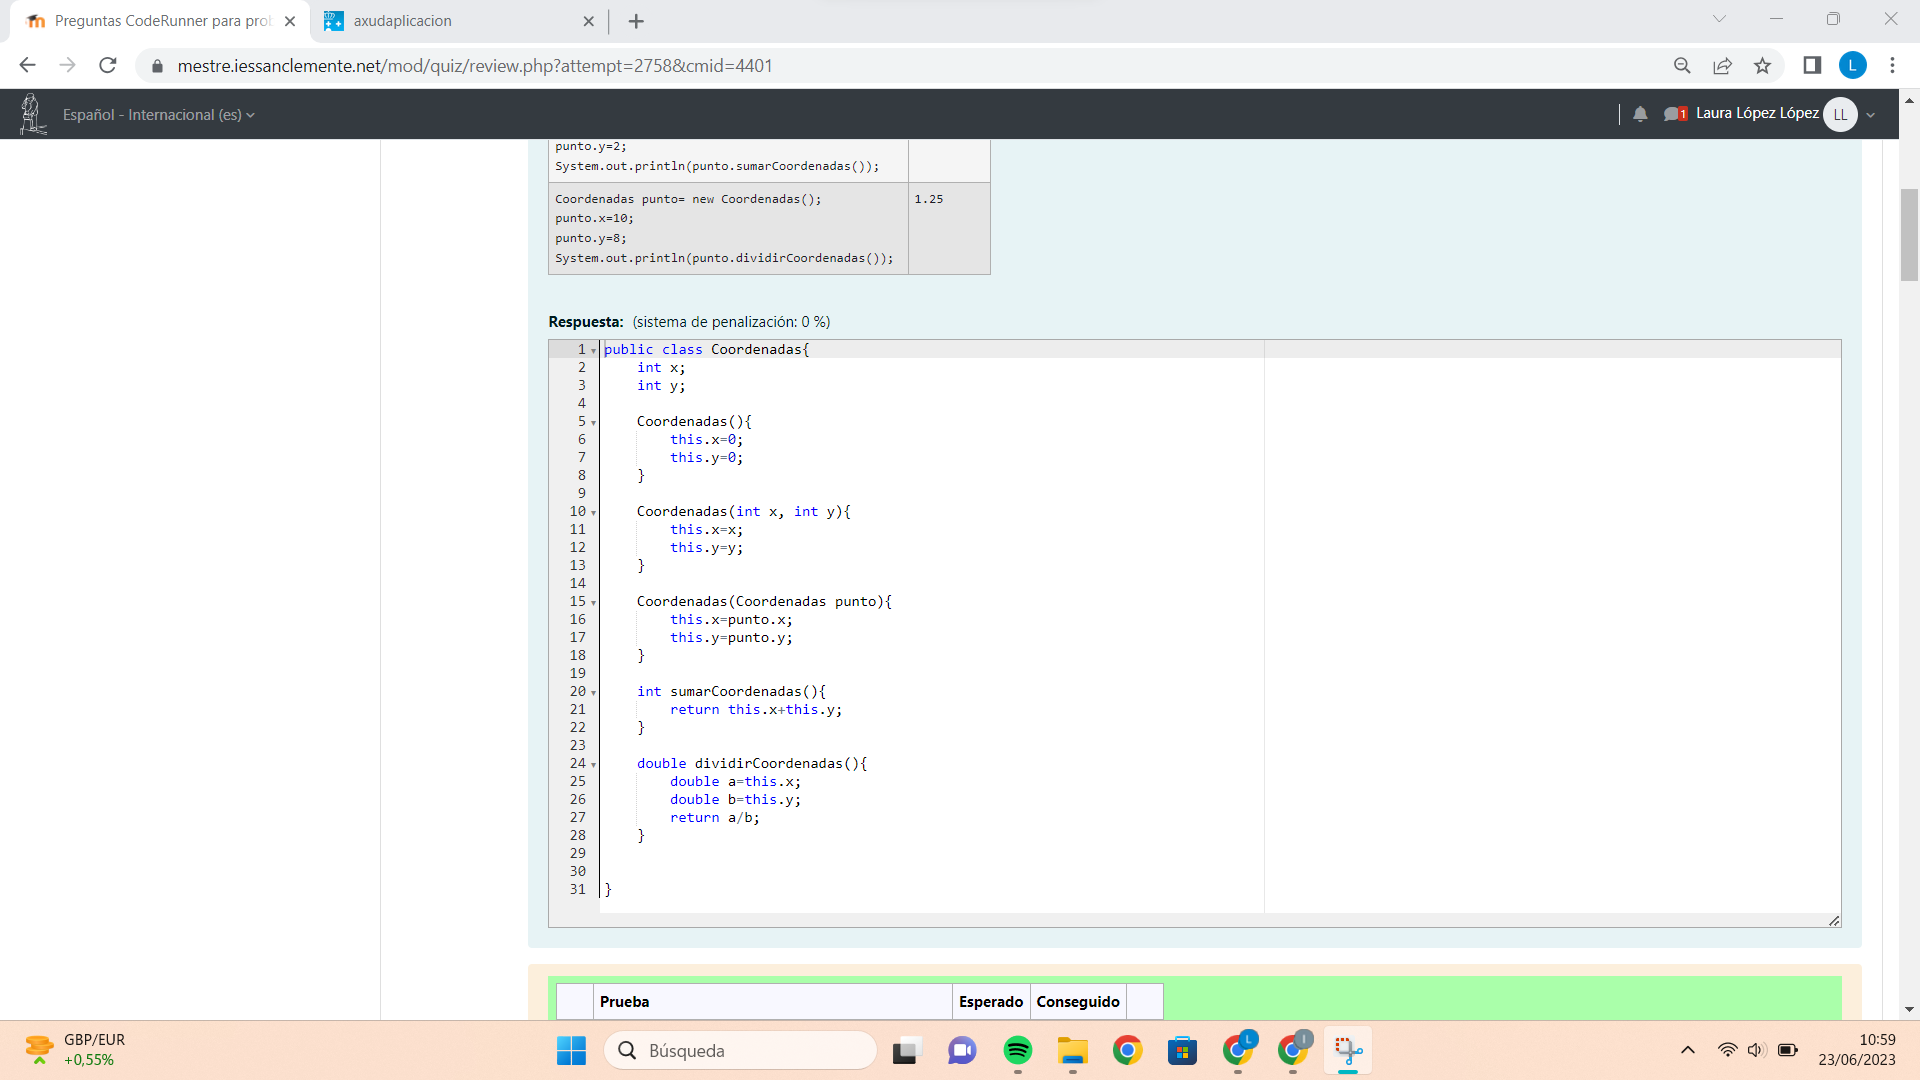 Preguntas CodeRunner para prob
axudaplicacion
mestre.iessanclemente.net/mod/quiz/review.php?attempt=2758&cmid=4401
L
Español - Internacional (es)
1
Laura López López
LL
punto.y=2;
System.out.println(punto.sumarCoordenadas());
Coordenadas punto= new Coordenadas();
1.25
punto.x=10;
punto.y=8;
System.out.println(punto.dividirCoordenadas());
Respuesta: (sistema de penalización: 0 %)
1 public class Coordenadas{
2 int x;
3 int y;
4
5 Coordenadas(){
6 this.x=0;
7 this.y=0;
8 }
9
10 Coordenadas(int x, int y){
11 this.x=x;
12 this.y=y;
13 }
14
15 Coordenadas(Coordenadas punto){
16 this.x=punto.x;
17 this.y=punto.y;
18 }
19
20 int sumarCoordenadas(){
21 return this.x+this.y;
22 }
23
24 double dividirCoordenadas(){
25 double a=this.x;
26 double b=this.y;
27 return a/b;
28 }
29
30
31 }
Prueba Esperado Conseguido
GBP/EUR
+0,55%
Búsqueda
L
I
10:59
23/06/2023